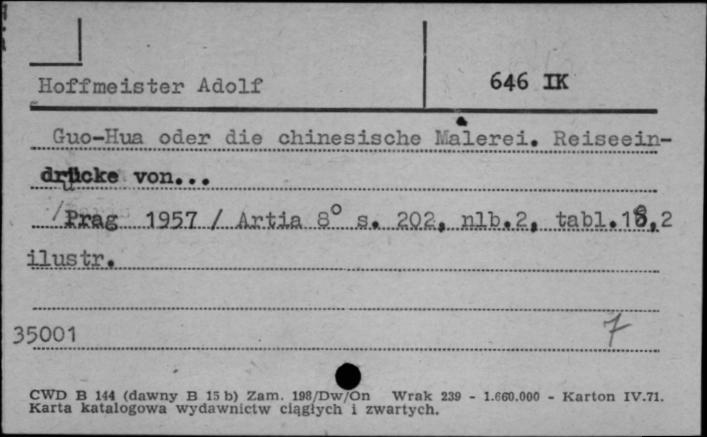 Hoffmeister Adolf
646 IK
Guo-Hua oder die chinesische Malerei. Reiseein-
drücke von...
/Prag 1957 / Artia 8° s. 202, nlb.2, tabl.18,2
ilustr.
35001
7
CWD B 144 (dawny B 15 b) Zam. 198/Dw/On Wrak 239 - 1.660.000 - Karton IV.71.
Karta katalogowa wydawnictw ciągłych i zwartych.